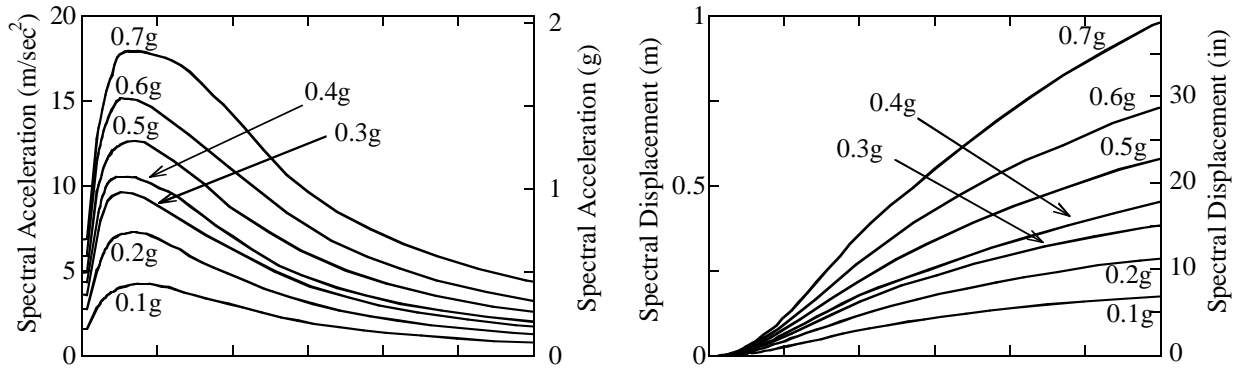 Spectral Acceleration (m/sec²)
20
15
10
5
0
0.7g
0.6g
0.5g
0.4g
0.3g
0.2g
0.1g
2
1
0
Spectral Acceleration (g)
Spectral Displacement (m)
1
0.5
0
0.7g
0.6g
0.5g
0.4g
0.3g
0.2g
0.1g
30
20
10
0
Spectral Displacement (in)